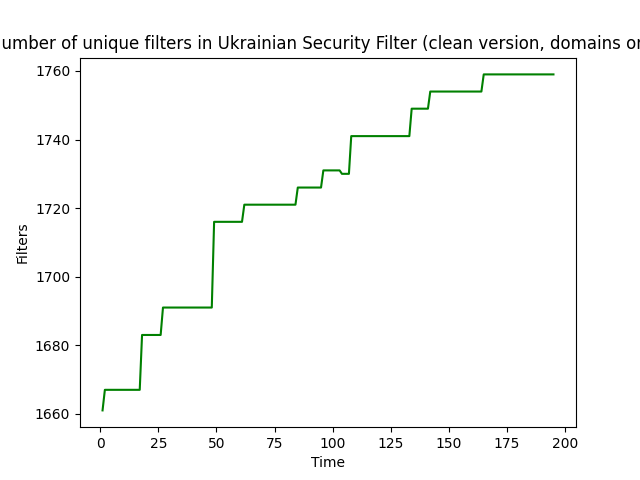 umber of unique filters in Ukrainian Security Filter (clean version, domains or
1760
1740
1720
1700
1680
1660
Filters
0 25 50 75 100 125 150 175 200
Time